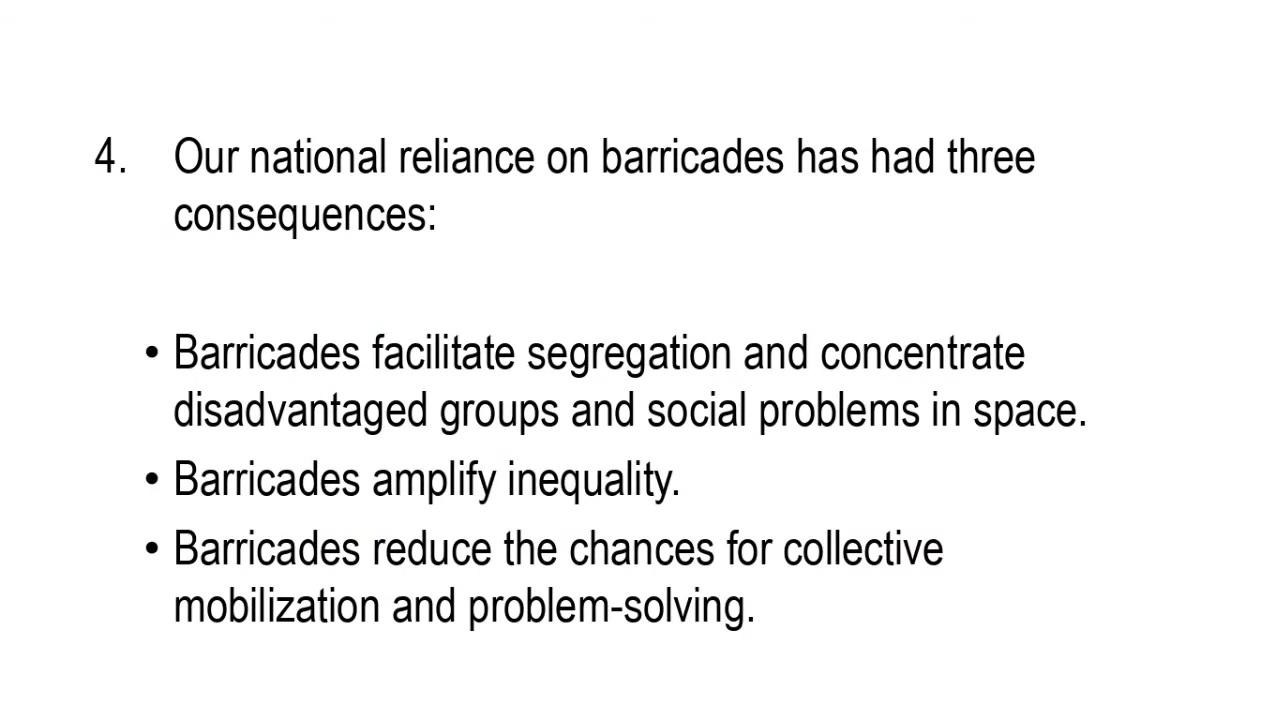 4. Our national reliance on barricades has had three
consequences:
• Barricades facilitate segregation and concentrate
disadvantaged groups and social problems in space.
• Barricades amplify inequality.
• Barricades reduce the chances for collective
mobilization and problem-solving.